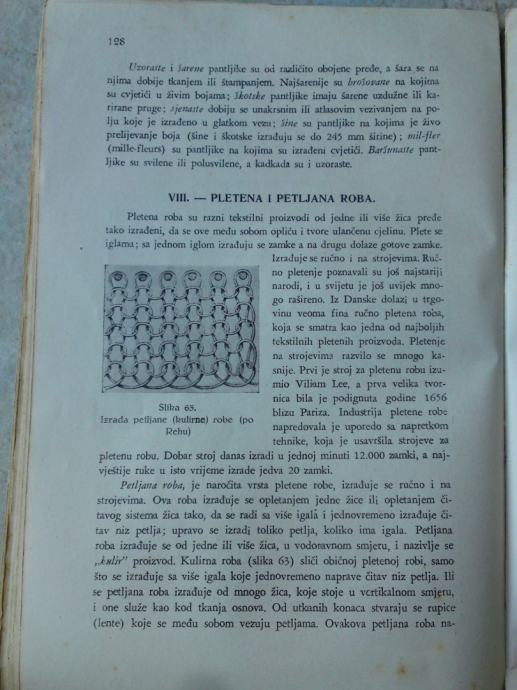 128
Uzoraste i šarene pantljike su od različito obojene pređe, a šara se na
njima dobije tkanjem ili štampanjem. Najšarenije su brošovane na kojima
su cvjetići u živim bojama; škotske pantljike imaju šarene uzdužne ili ka-
rirane pruge; sjenaste dobiju se unakrsnim ili atlasovim vezivanjem na po-
lju koje je izrađeno u glatkom vezu; šine su pantljike na kojima je živo
prelijevanje boja (šine i škotske izrađuju se do 245 mm širine); mil-fler
(mille-fleurs) su pantljike na kojima su izrađeni cvjetići. Baršunaste pant-
ljike su svilene ili polusvilene, a kadkada su i uzoraste.
VIII. — PLETENA I PETLJANA ROBA.
Pletena roba su razni tekstilni proizvodi od jedne ili više žica pređe
tako izrađeni, da se ove među sobom opliću i tvore ulančenu cjelinu. Plete se
iglama; sa jednom iglom izrađuju se zamke a na drugu dolaze gotove zamke.
Izrađuje se ručno i na strojevima. Ruč-
no pletenje poznavali su još najstariji
narodi, i u svijetu je još uvijek mno-
go rašireno. Iz Danske dolazi u trgo-
vinu veoma fina ručno pletena roba,
koja se smatra kao jedna od najboljih
tekstilnih pletenih proizvoda. Pletenje
na strojevima razvilo se mnogo ka-
snije. Prvi je stroj za pletenu robu izu-
mio Viliam Lee, a prva velika tvor-
nica bila je podignuta godine 1656
blizu Pariza. Industrija pletene robe
napredovala je uporedo sa napretkom
tehnike, koja je usavršila strojeve za
Slika 63.
Izrada petljane (kulirne) robe (po
Rehu)
pletenu robu. Dobar stroj danas izradi u jednoj minuti 12.000 zamki, a naj-
vještije ruke u isto vrijeme izrade jedva 20 zamki.
Petljana roba, je naročita vrsta pletene robe, izrađuje se ručno i na
strojevima. Ova roba izrađuje se opletanjem jedne žice ili opletanjem či-
tavog sistema žica tako, da se radi sa više igala i jednovremeno izrađuje či-
tav niz petlja; upravo se izradi toliko petlja, koliko ima igala. Petljana
roba izrađuje se od jedne ili više žica, u vodoravnom smjeru, i nazivlje se
„kulir" proizvod. Kulirna roba (slika 63) sliči običnoj pletenoj robi, samo
što se izrađuje sa više igala koje jednovremeno naprave čitav niz petlja. Ili
se petljana roba izrađuje od mnogo žica, koje stoje u vertikalnom smjeru,
i one služe kao kod tkanja osnova. Od utkanih konaca stvaraju se rupice
(lente) koje se među sobom vezuju petljama. Ovakova petljana roba na-